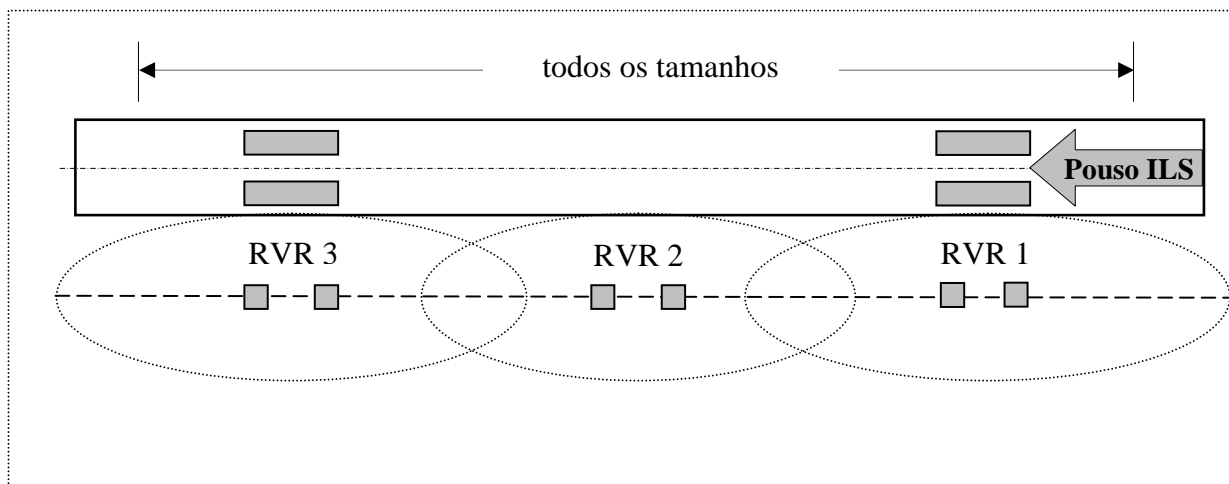 todos os tamanhos
Pouso ILS
RVR 3
RVR 2
RVR 1